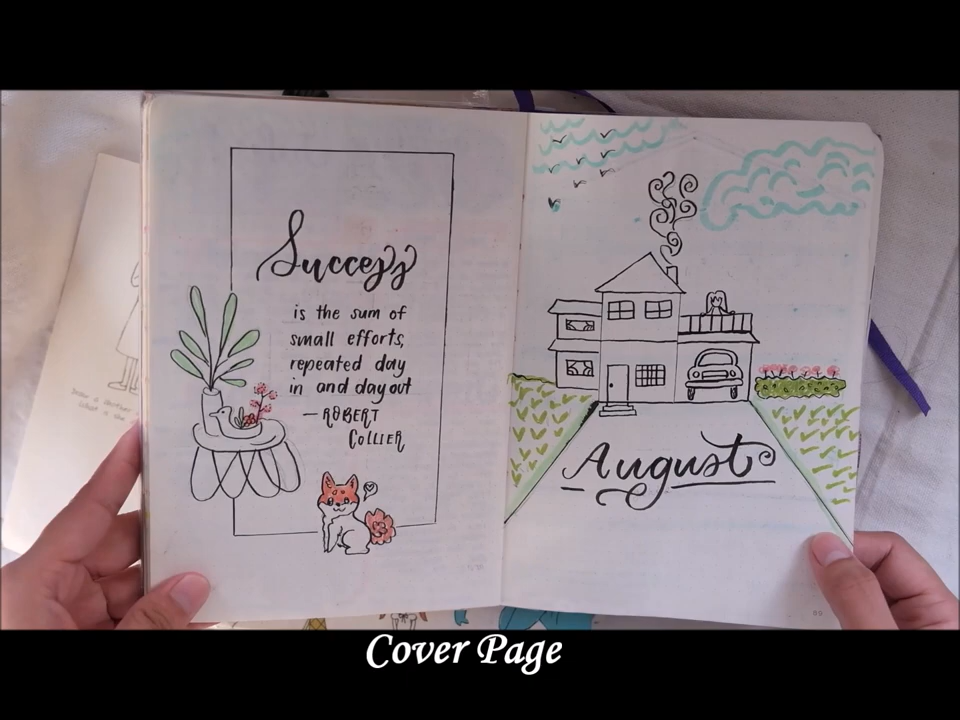 Success
is the sum of
small efforts,
repeated day
in and day out
— ROBERT
COLLIER
August
Cover Page